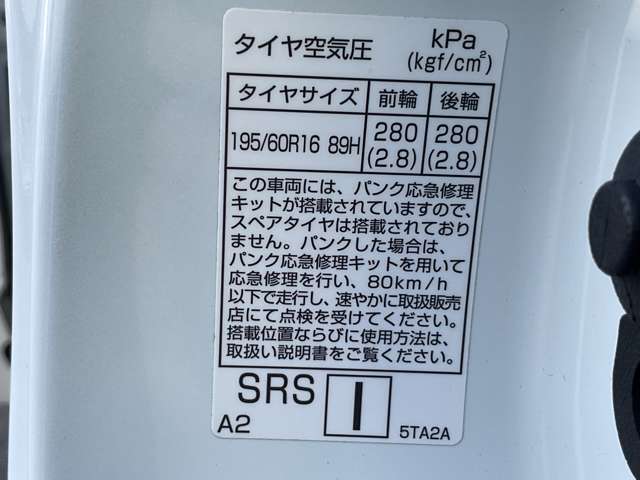 タイヤ空気圧 kPa
(kgf/cm²)
タイヤサイズ 前輪 後輪
195/60R16 89H 280 280
(2.8) (2.8)
この車両には、パンク応急修理
キットが搭載されていますので、
スペアタイヤは搭載されており
ません。パンクした場合は、
パンク応急修理キットを用いて
応急修理を行い、80km/h
以下で走行し、速やかに取扱販売
店にて点検を受けてください。
搭載位置ならびに使用方法は、
取扱い説明書をご覧ください。
SRS I
A2 5TA2A